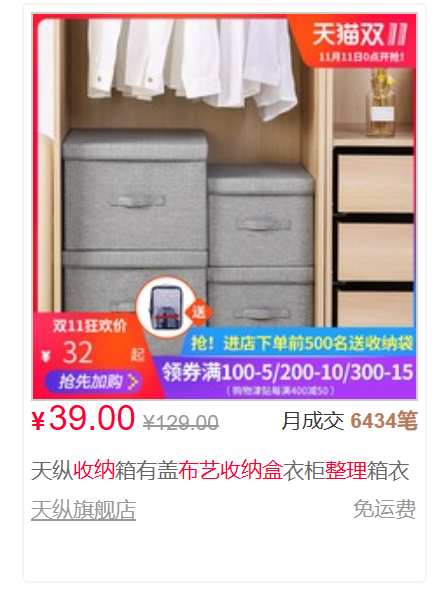 天猫双11
11月11日0点开抢！
送
双11狂欢价
¥ 32 起
抢先加购 >
抢！进店下单前500名送收纳袋
领券满100-5/200-10/300-15
（购物津贴每满400减50）
¥39.00 ¥129.00 月成交 6434笔
天纵收纳箱有盖布艺收纳盒衣柜整理箱衣
天纵旗舰店 免运费